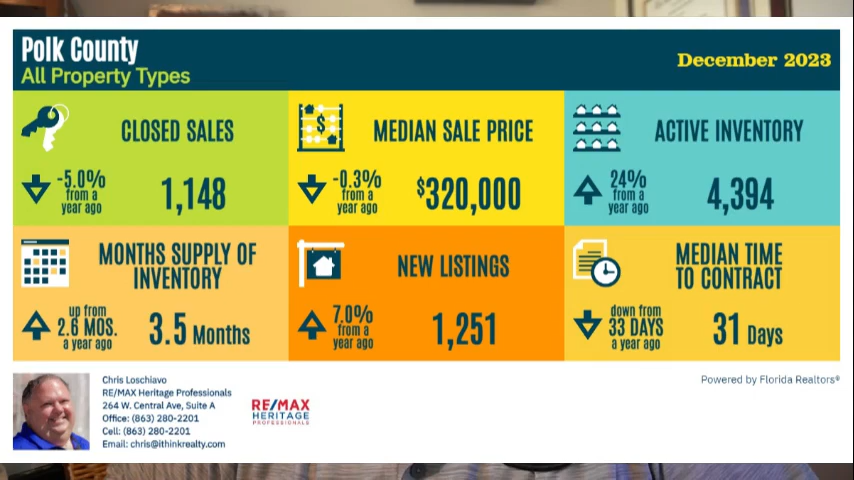 Polk County
All Property Types
December 2023
CLOSED SALES
-5.0%
from a
year ago
1,148
MEDIAN SALE PRICE
-0.3%
from a
year ago
$320,000
ACTIVE INVENTORY
24%
from a
year ago
4,394
MONTHS SUPPLY OF
INVENTORY
up from
2.6 MOS.
a year ago
3.5 Months
NEW LISTINGS
7.0%
from a
year ago
1,251
MEDIAN TIME
TO CONTRACT
down from
33 DAYS
a year ago
31 Days
Chris Loschiavo
RE/MAX Heritage Professionals
264 W. Central Ave, Suite A
Office: (863) 280-2201
Cell: (863) 280-2201
Email: chris@ithinkrealty.com
RE/MAX
HERITAGE
PROFESSIONALS
Powered by Florida Realtors®